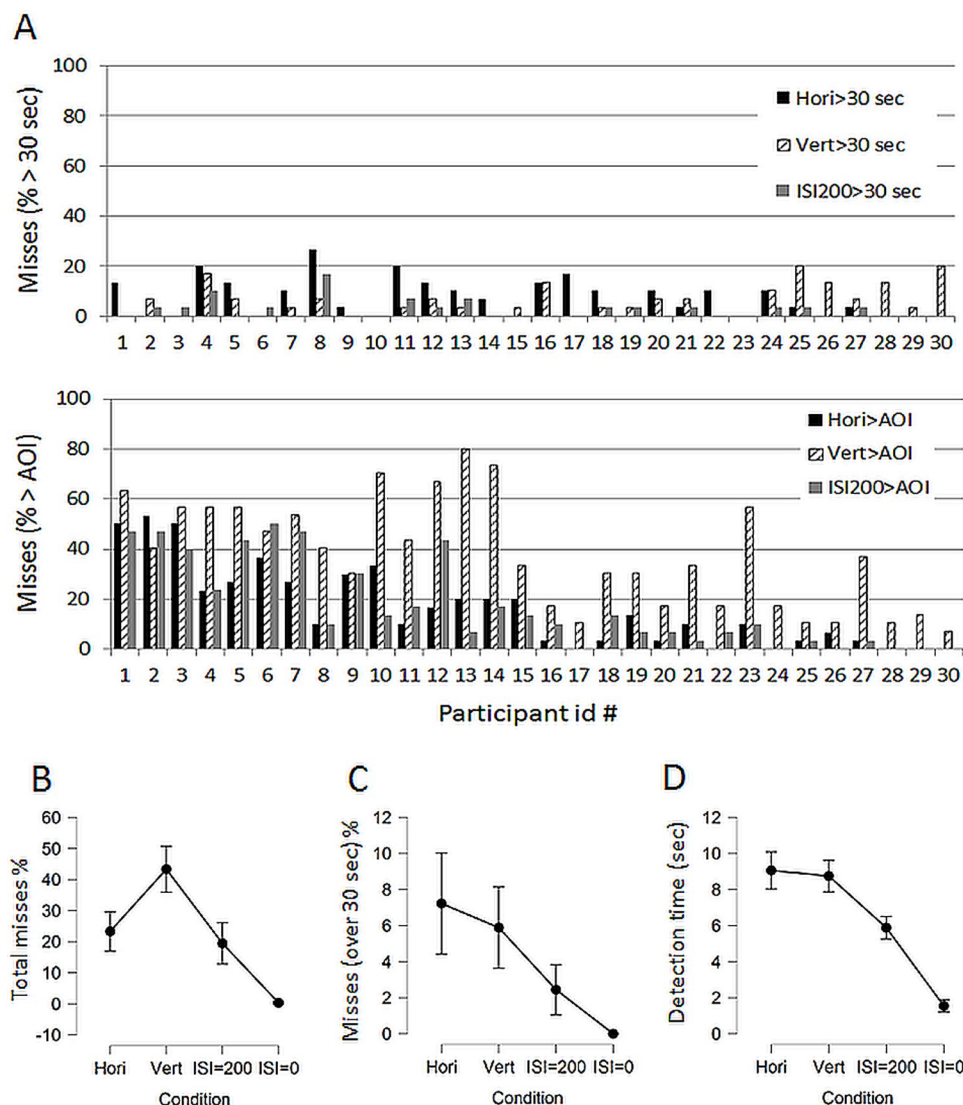 A
Misses (% > 30 sec)
100
80
60
40
20
0
Hori>30 sec
Vert>30 sec
ISI200>30 sec
1 2 3 4 5 6 7 8 9 10 11 12 13 14 15 16 17 18 19 20 21 22 23 24 25 26 27 28 29 30
Misses (% > AOI)
100
80
60
40
20
0
Hori>AOI
Vert>AOI
ISI200>AOI
1 2 3 4 5 6 7 8 9 10 11 12 13 14 15 16 17 18 19 20 21 22 23 24 25 26 27 28 29 30
Participant id #
B
Total misses %
60
50
40
30
20
10
0
-10
Hori Vert ISI=200 ISI=0
Condition
C
Misses (over 30 sec) %
12
10
8
6
4
2
0
Hori Vert ISI=200 ISI=0
Condition
D
Detection time (sec)
12
10
8
6
4
2
0
Hori Vert ISI=200 ISI=0
Condition